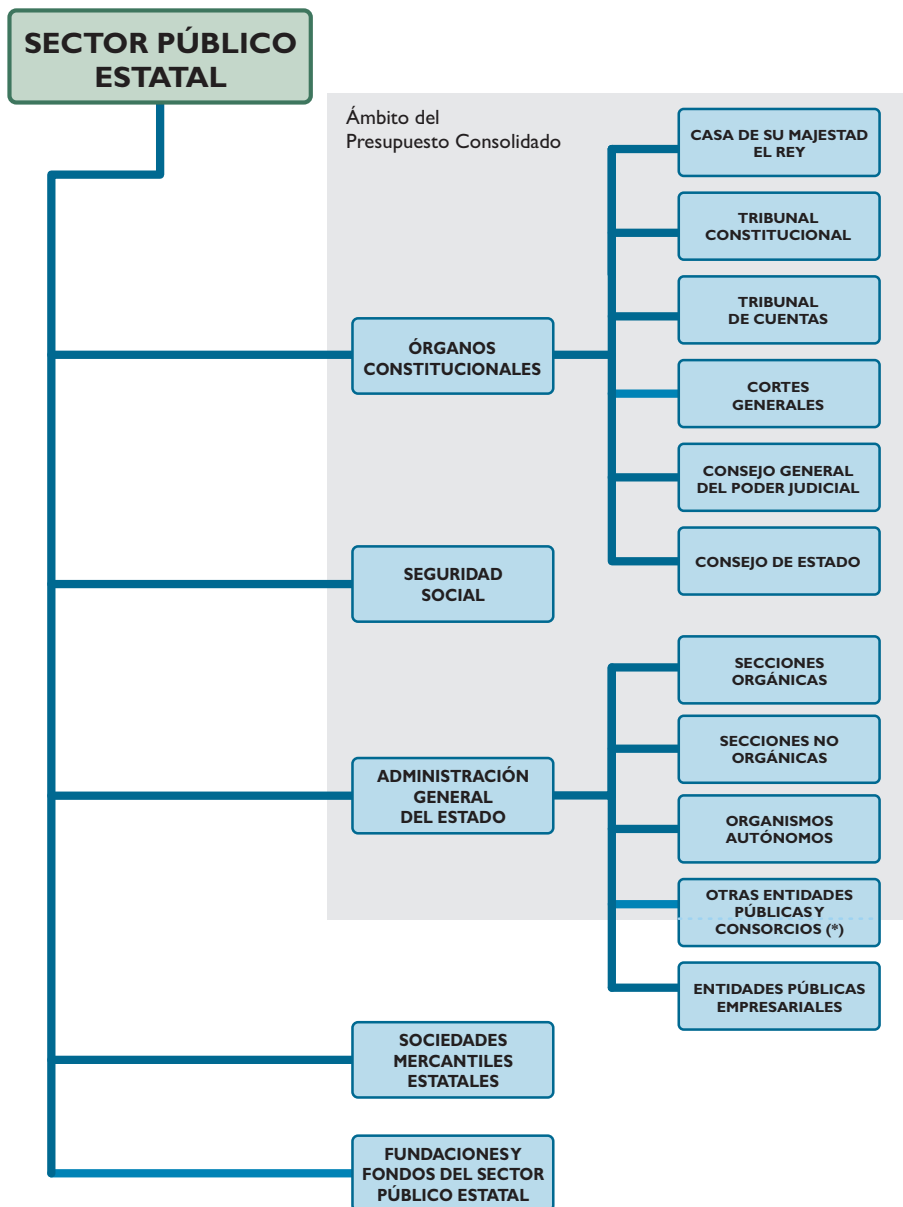 SECTOR PÚBLICO
ESTATAL
Ámbito del
Presupuesto Consolidado
CASA DE SU MAJESTAD
EL REY
TRIBUNAL
CONSTITUCIONAL
TRIBUNAL
DE CUENTAS
ÓRGANOS
CONSTITUCIONALES
CORTES
GENERALES
CONSEJO GENERAL
DEL PODER JUDICIAL
CONSEJO DE ESTADO
SEGURIDAD
SOCIAL
SECCIONES
ORGÁNICAS
SECCIONES NO
ORGÁNICAS
ADMINISTRACIÓN
GENERAL
DEL ESTADO
ORGANISMOS
AUTÓNOMOS
OTRAS ENTIDADES
PÚBLICAS Y
CONSORCIOS (*)
ENTIDADES PÚBLICAS
EMPRESARIALES
SOCIEDADES
MERCANTILES
ESTATALES
FUNDACIONES Y
FONDOS DEL SECTOR
PÚBLICO ESTATAL